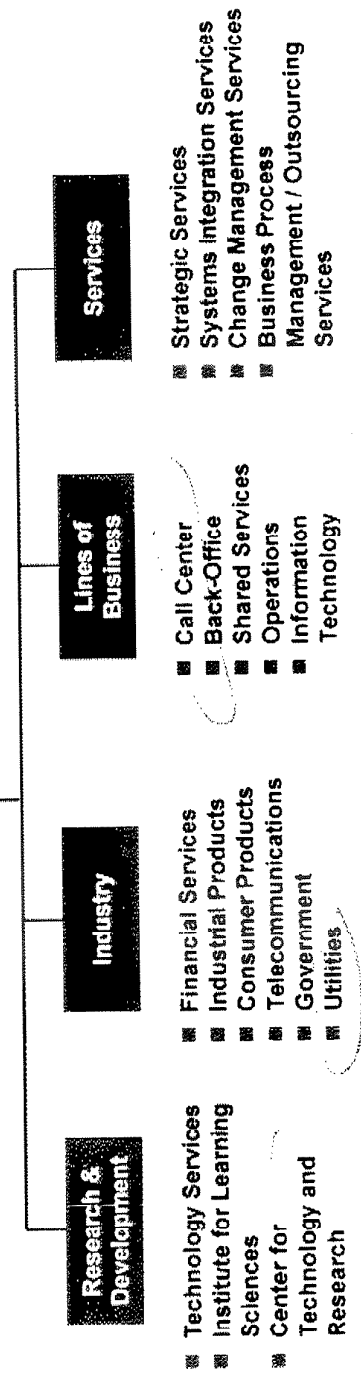 Research &
Development
Technology Services
Institute for Learning
Sciences
Center for
Technology and
Research
Industry
Financial Services
Industrial Products
Consumer Products
Telecommunications
Government
Utilities
Lines of
Business
Call Center
Back-Office
Shared Services
Operations
Information
Technology
Services
Strategic Services
Systems Integration Services
Change Management Services
Business Process
Management / Outsourcing
Services